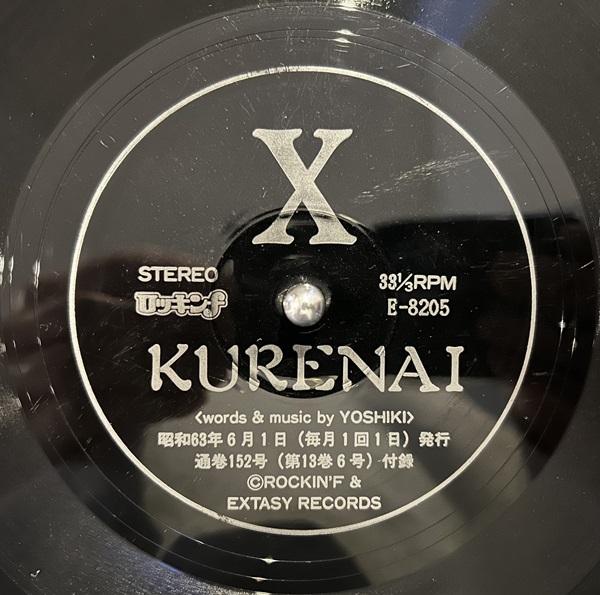 X
STEREO 33⅓RPM
ロッキンf E-8205
KURENAI
〈words & music by YOSHIKI〉
昭和63年6月1日（毎月1回1日）発行
通巻152号（第13巻6号）付録
©ROCKIN'F &
EXTASY RECORDS